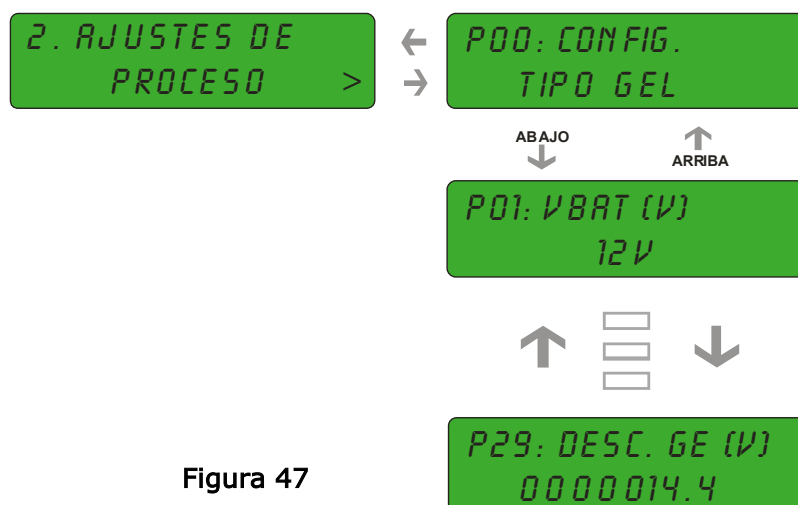 2. AJUSTES DE
PROCESO >
P00: CONFIG.
TIPO GEL
ABAJO
ARRIBA
P01: VBAT (V)
12V
P29: DESC. GE (V)
0000014.4
Figura 47